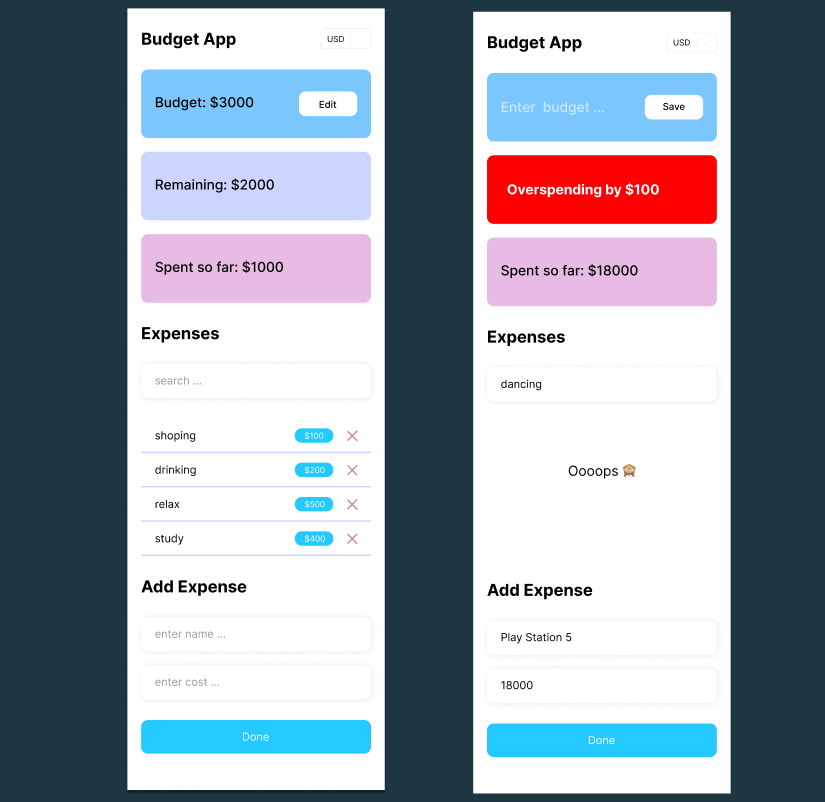 Budget App
USD
Budget: $3000
Edit
Remaining: $2000
Spent so far: $1000
Expenses
search ...
shoping $100
drinking $200
relax $500
study $400
Add Expense
enter name ...
enter cost ...
Done
Budget App
USD
Enter budget ...
Save
Overspending by $100
Spent so far: $18000
Expenses
dancing
Oooops 🙈
Add Expense
Play Station 5
18000
Done